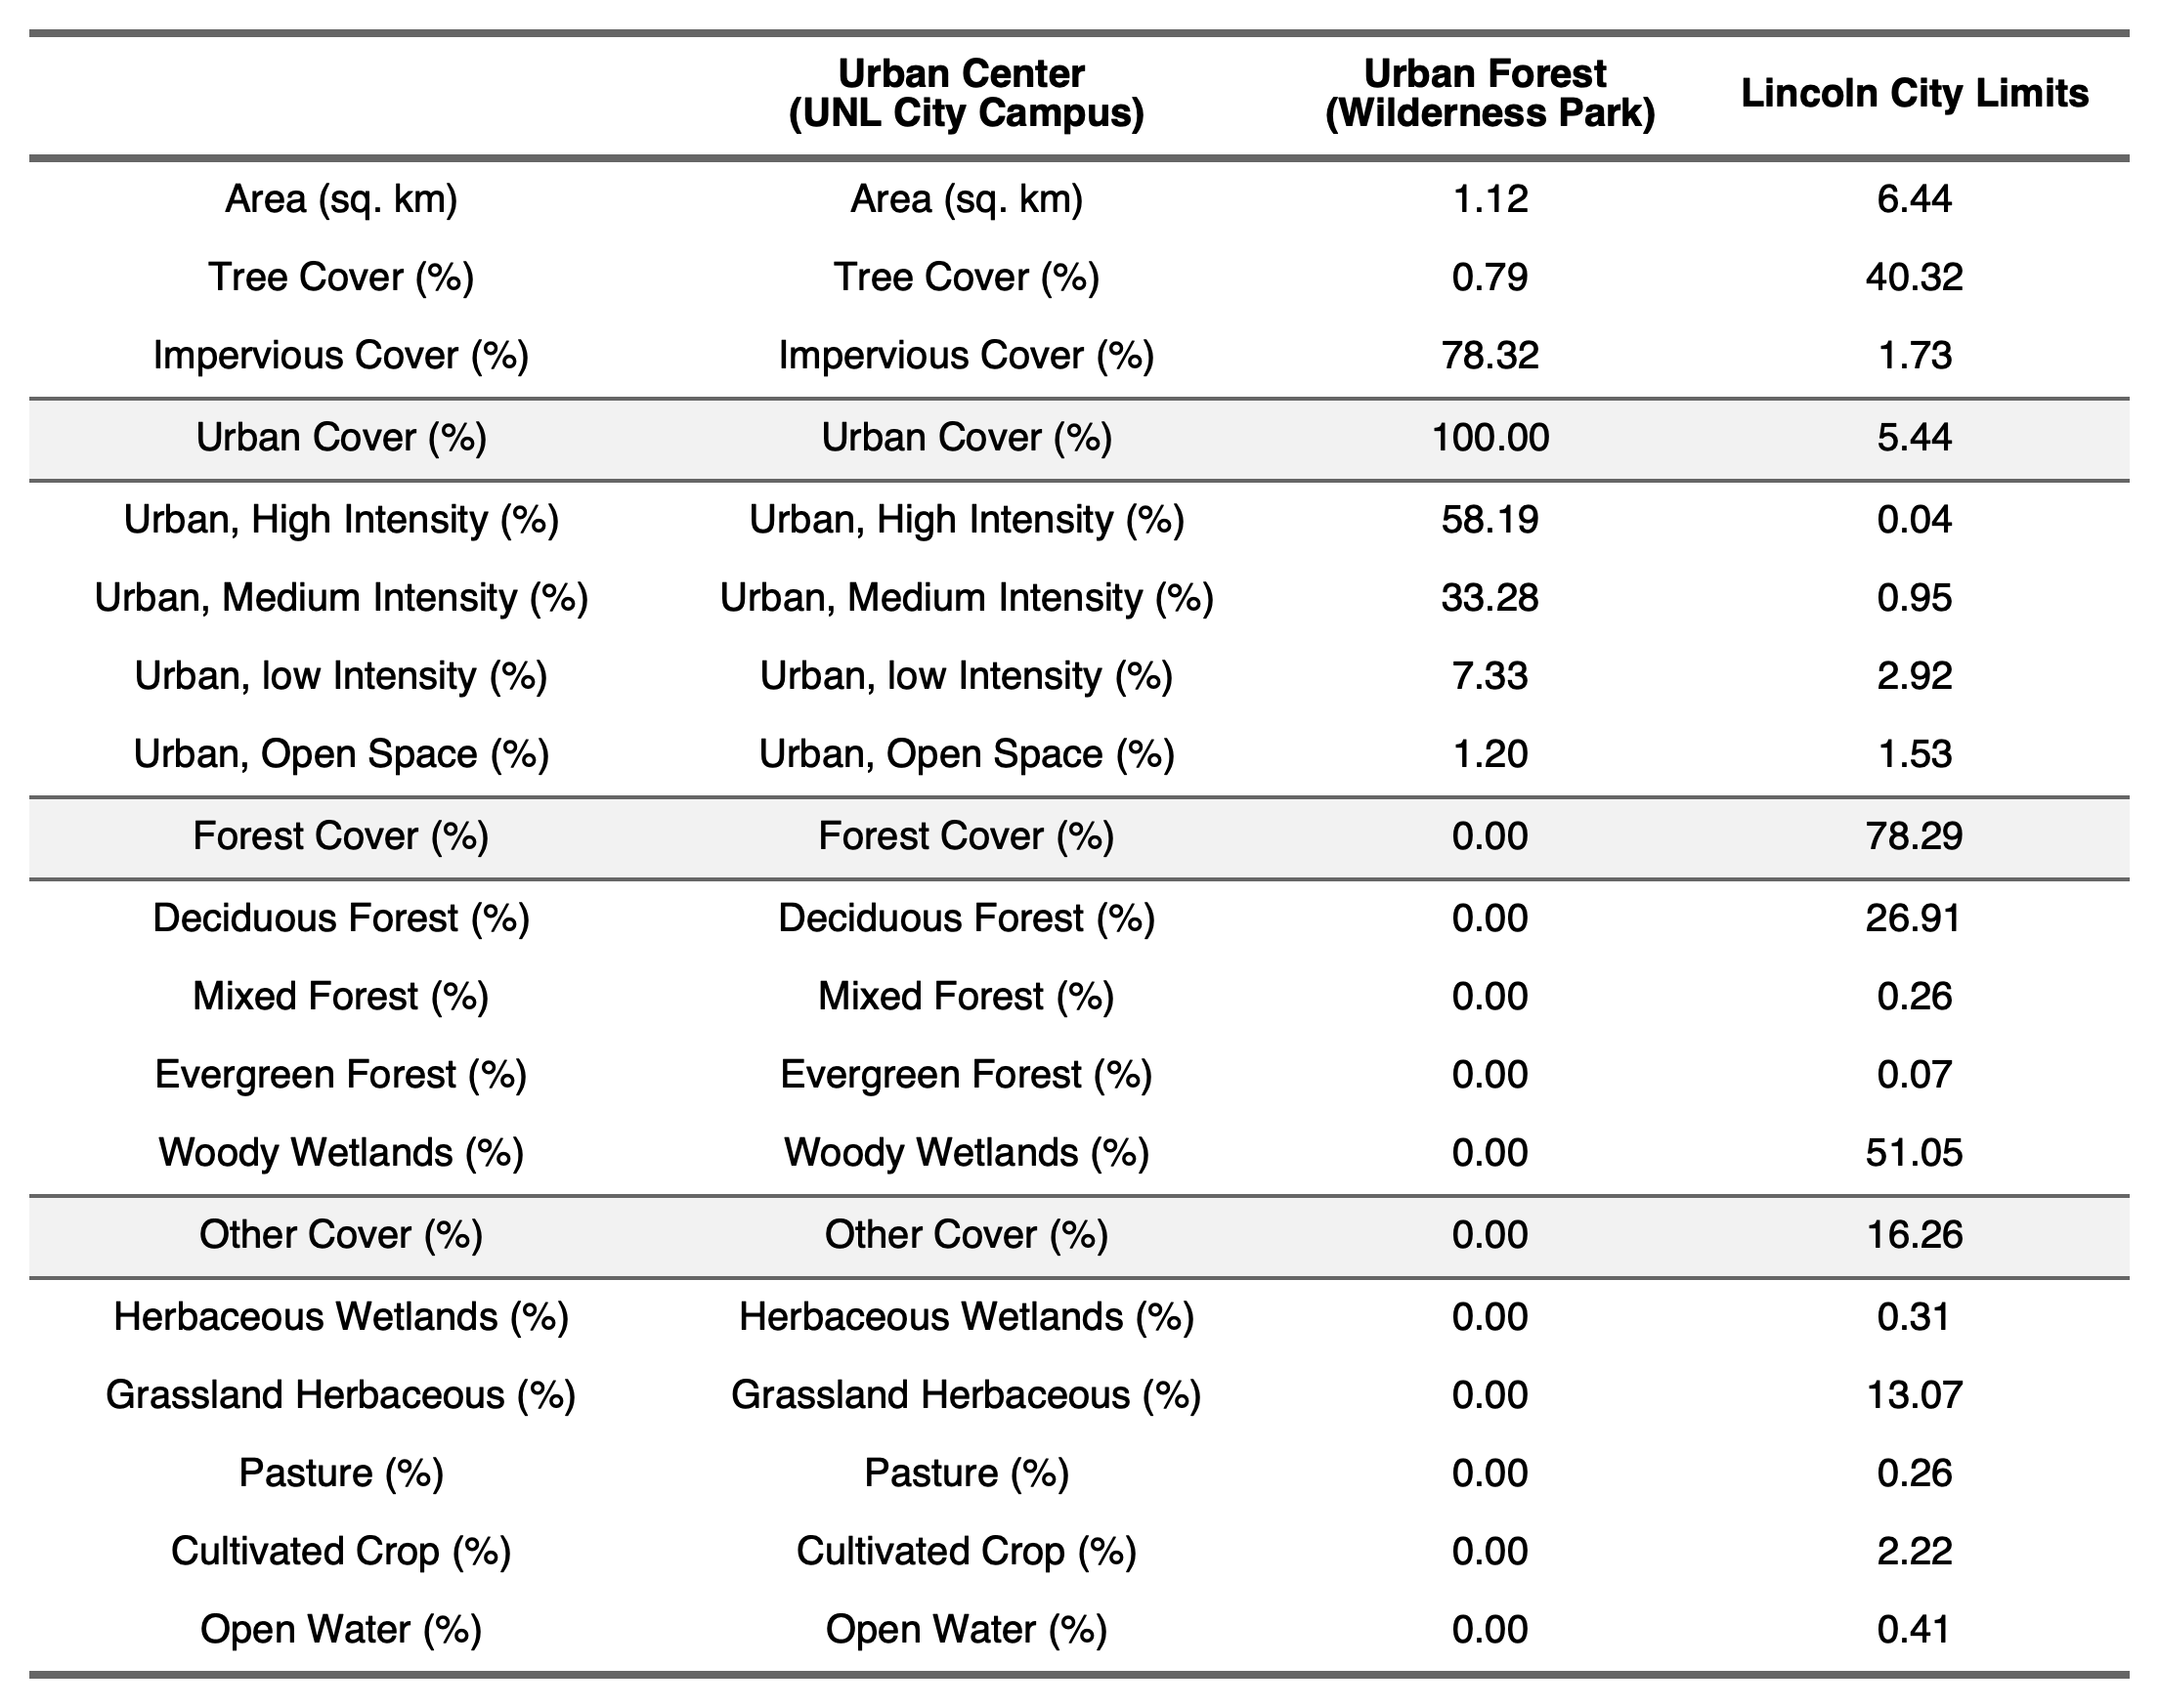 Urban Center Urban Forest Lincoln City Limits
(UNL City Campus) (Wilderness Park)
Area (sq. km) Area (sq. km) 1.12 6.44
Tree Cover (%) Tree Cover (%) 0.79 40.32
Impervious Cover (%) Impervious Cover (%) 78.32 1.73
Urban Cover (%) Urban Cover (%) 100.00 5.44
Urban, High Intensity (%) Urban, High Intensity (%) 58.19 0.04
Urban, Medium Intensity (%) Urban, Medium Intensity (%) 33.28 0.95
Urban, low Intensity (%) Urban, low Intensity (%) 7.33 2.92
Urban, Open Space (%) Urban, Open Space (%) 1.20 1.53
Forest Cover (%) Forest Cover (%) 0.00 78.29
Deciduous Forest (%) Deciduous Forest (%) 0.00 26.91
Mixed Forest (%) Mixed Forest (%) 0.00 0.26
Evergreen Forest (%) Evergreen Forest (%) 0.00 0.07
Woody Wetlands (%) Woody Wetlands (%) 0.00 51.05
Other Cover (%) Other Cover (%) 0.00 16.26
Herbaceous Wetlands (%) Herbaceous Wetlands (%) 0.00 0.31
Grassland Herbaceous (%) Grassland Herbaceous (%) 0.00 13.07
Pasture (%) Pasture (%) 0.00 0.26
Cultivated Crop (%) Cultivated Crop (%) 0.00 2.22
Open Water (%) Open Water (%) 0.00 0.41